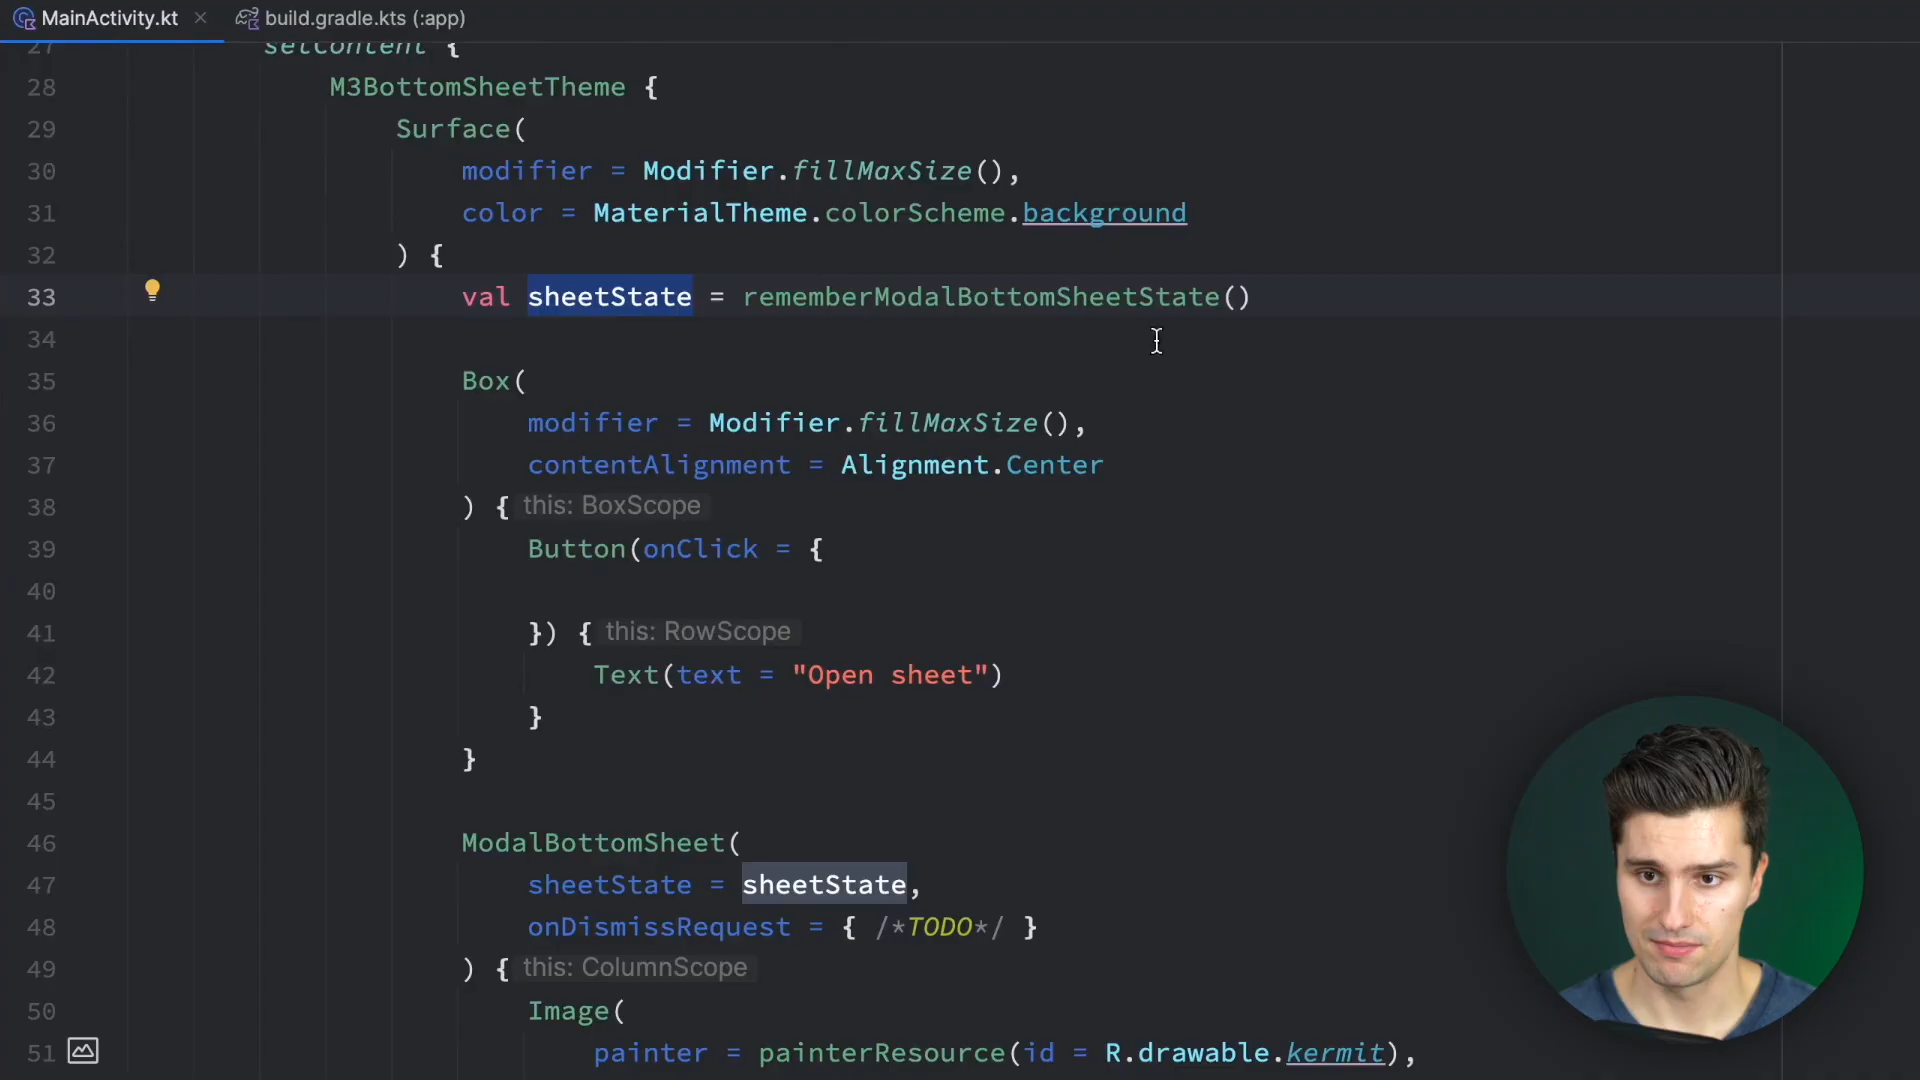 MainActivity.kt
build.gradle.kts (:app)
27 setContent {
28 M3BottomSheetTheme {
29 Surface(
30 modifier = Modifier.fillMaxSize(),
31 color = MaterialTheme.colorScheme.background
32 ) {
33 val sheetState = rememberModalBottomSheetState()
34
35 Box(
36 modifier = Modifier.fillMaxSize(),
37 contentAlignment = Alignment.Center
38 ) { this: BoxScope
39 Button(onClick = {
40
41 }) { this: RowScope
42 Text(text = "Open sheet")
43 }
44 }
45
46 ModalBottomSheet(
47 sheetState = sheetState,
48 onDismissRequest = { /*TODO*/ }
49 ) { this: ColumnScope
50 Image(
51 painter = painterResource(id = R.drawable.kermit),